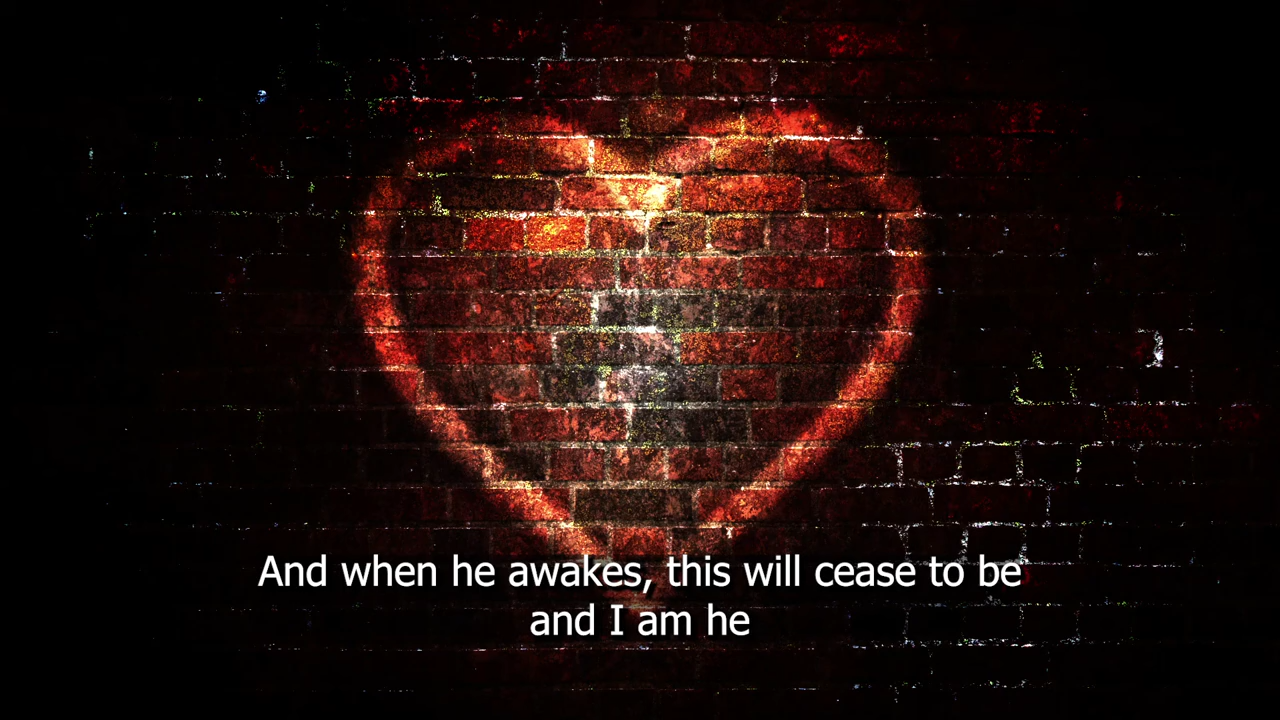 And when he awakes, this will cease to be
and I am he